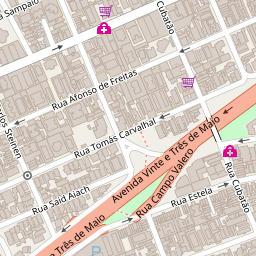 Sampaio
Cubatão
Rua Afonso de Freitas
Rua Tomás Carvalhal
Avenida Vinte e Três de Maio
Steinen
Rua Said Aiach
Rua Campo Valero
Rua Estela
Rua Cubatão
Três de Maio
P